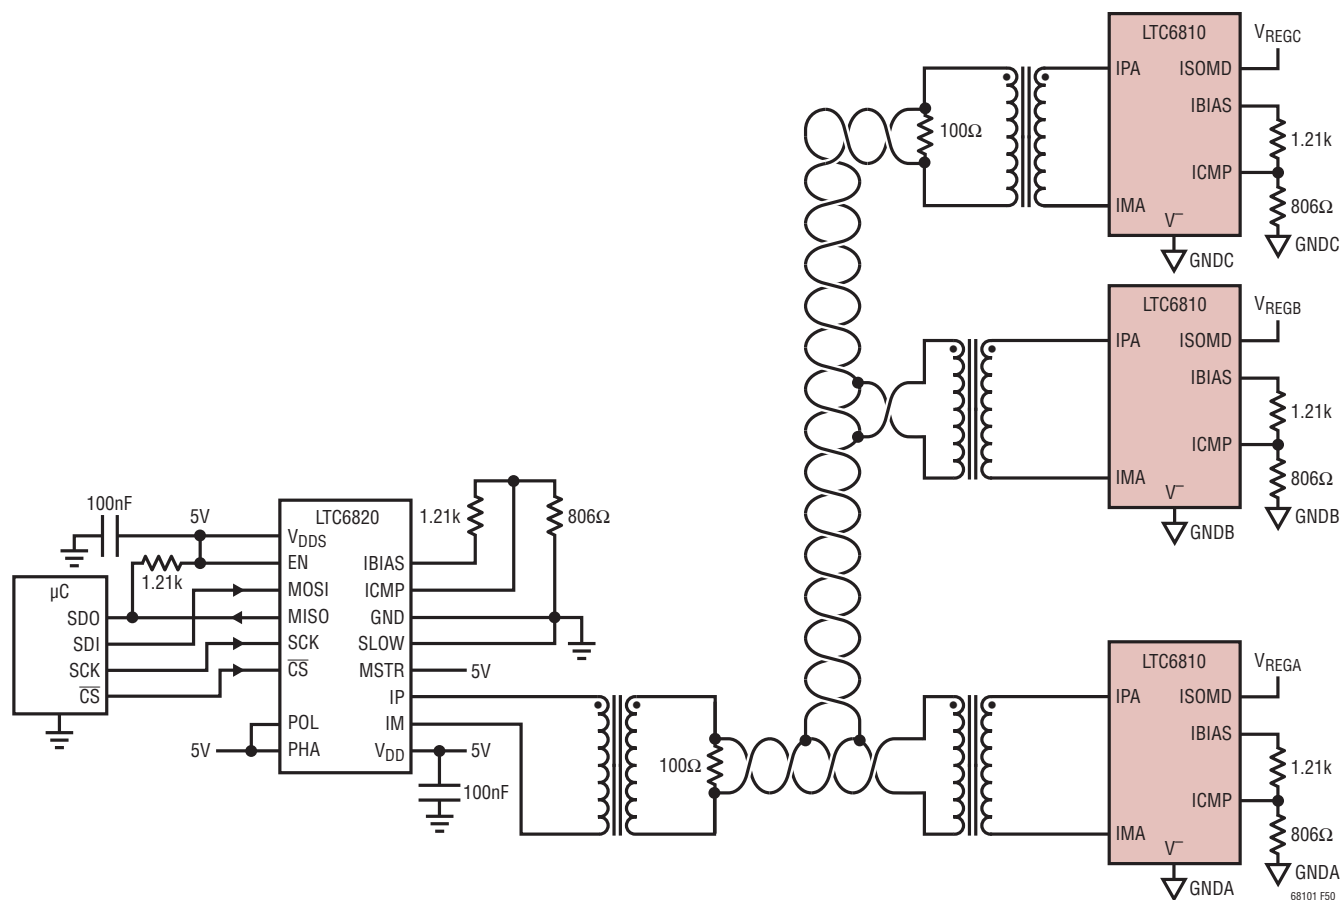 LTC6810
IPA
ISOMD
VREGC
IBIAS
1.21k
ICMP
806Ω
IMA
V–
GNDC
GNDC
100Ω
LTC6810
IPA
ISOMD
VREGB
IBIAS
1.21k
ICMP
806Ω
IMA
V–
GNDB
GNDB
100nF
5V
1.21k
µC
SDO
SDI
SCK
CS
LTC6820
VDDS
EN
MOSI
MISO
SCK
CS
POL
PHA
5V
IBIAS
ICMP
GND
SLOW
MSTR
IP
IM
VDD
1.21k
806Ω
5V
5V
100nF
100Ω
LTC6810
IPA
ISOMD
VREGA
IBIAS
1.21k
ICMP
806Ω
IMA
V–
GNDA
GNDA
68101 F50